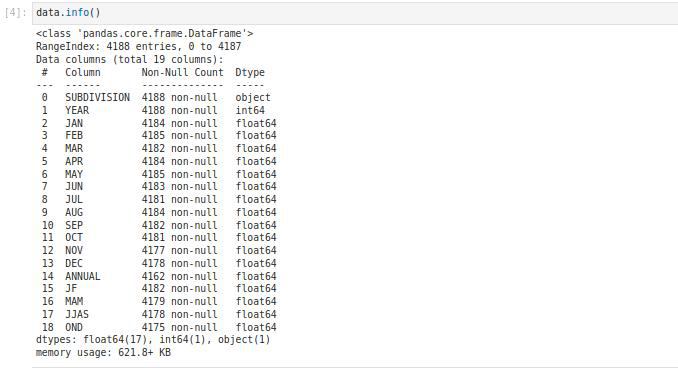 [4]: data.info()
<class 'pandas.core.frame.DataFrame'>
RangeIndex: 4188 entries, 0 to 4187
Data columns (total 19 columns):
 #   Column       Non-Null Count  Dtype
---  ------       --------------  -----
 0   SUBDIVISION  4188 non-null   object
 1   YEAR         4188 non-null   int64
 2   JAN          4184 non-null   float64
 3   FEB          4185 non-null   float64
 4   MAR          4182 non-null   float64
 5   APR          4184 non-null   float64
 6   MAY          4185 non-null   float64
 7   JUN          4183 non-null   float64
 8   JUL          4181 non-null   float64
 9   AUG          4184 non-null   float64
 10  SEP          4182 non-null   float64
 11  OCT          4181 non-null   float64
 12  NOV          4177 non-null   float64
 13  DEC          4178 non-null   float64
 14  ANNUAL       4162 non-null   float64
 15  JF           4182 non-null   float64
 16  MAM          4179 non-null   float64
 17  JJAS         4178 non-null   float64
 18  OND          4175 non-null   float64
dtypes: float64(17), int64(1), object(1)
memory usage: 621.8+ KB